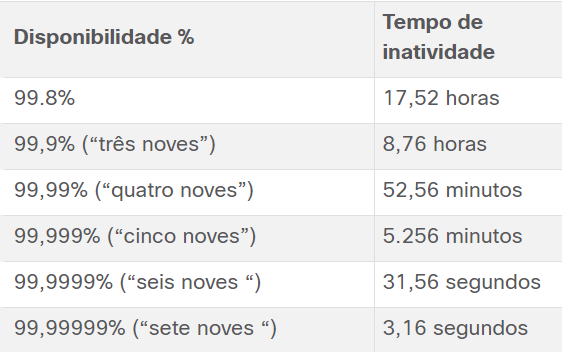 Disponibilidade %
Tempo de
inatividade
99.8%
17,52 horas
99,9% (“três noves”)
8,76 horas
99,99% (“quatro noves”)
52,56 minutos
99,999% (“cinco noves”)
5.256 minutos
99,9999% (“seis noves “)
31,56 segundos
99,99999% (“sete noves “)
3,16 segundos